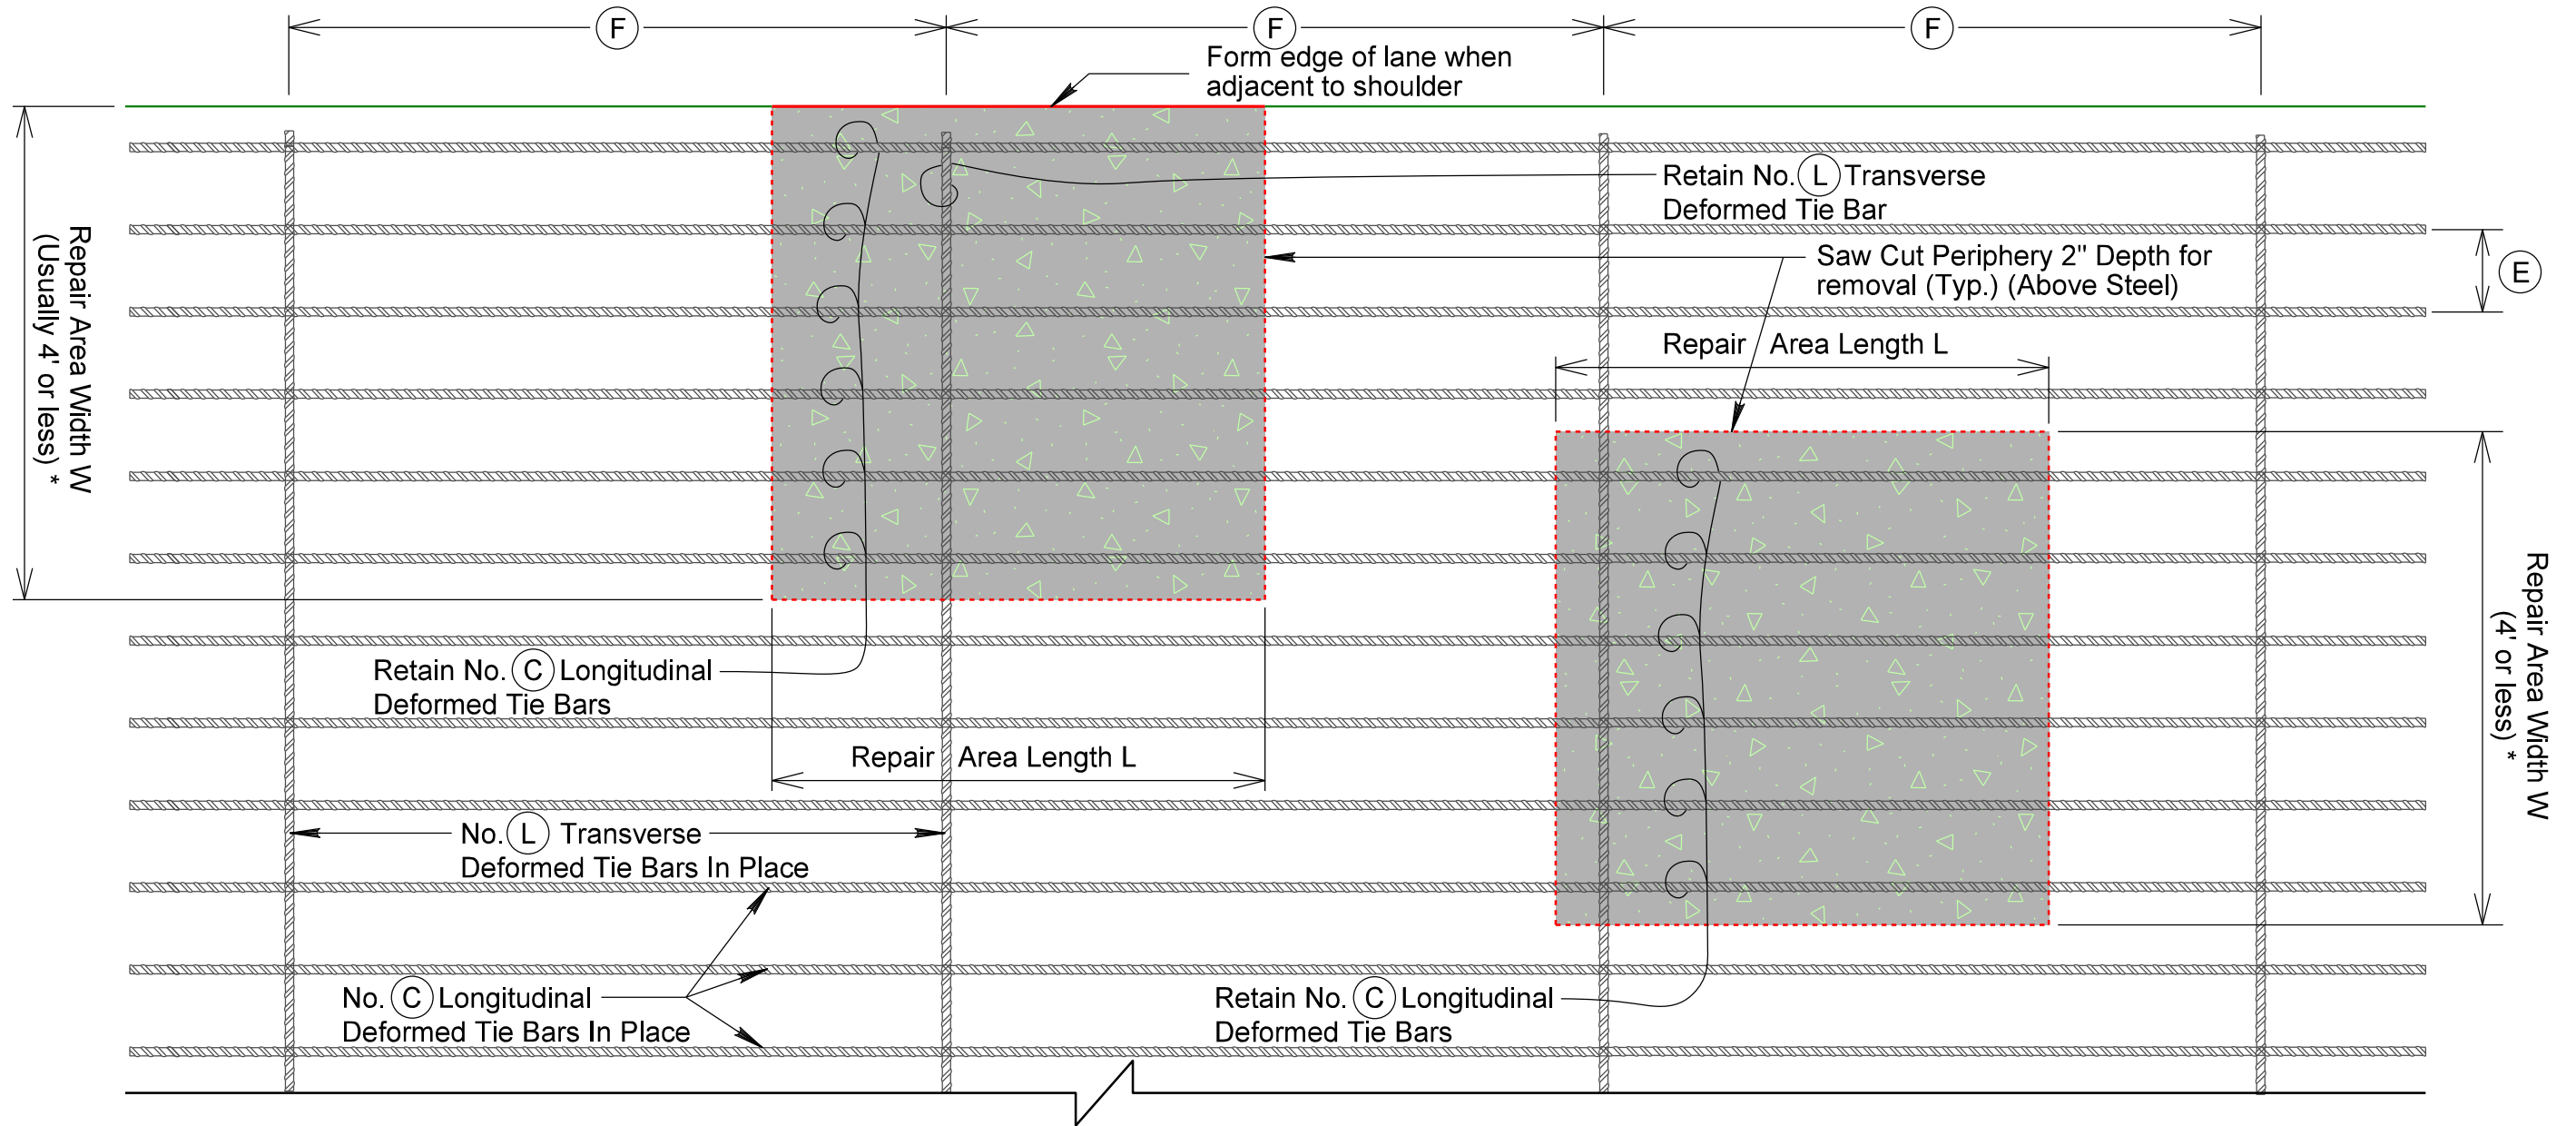 F
F
F
Form edge of lane when
adjacent to shoulder
Retain No. L Transverse
Deformed Tie Bar
Saw Cut Periphery 2" Depth for
removal (Typ.) (Above Steel)
E
Repair Area Width W
(Usually 4' or less) *
Repair Area Length L
Repair Area Width W
(4' or less) *
Retain No. C Longitudinal
Deformed Tie Bars
Repair Area Length L
No. L Transverse
Deformed Tie Bars In Place
No. C Longitudinal
Deformed Tie Bars In Place
Retain No. C Longitudinal
Deformed Tie Bars